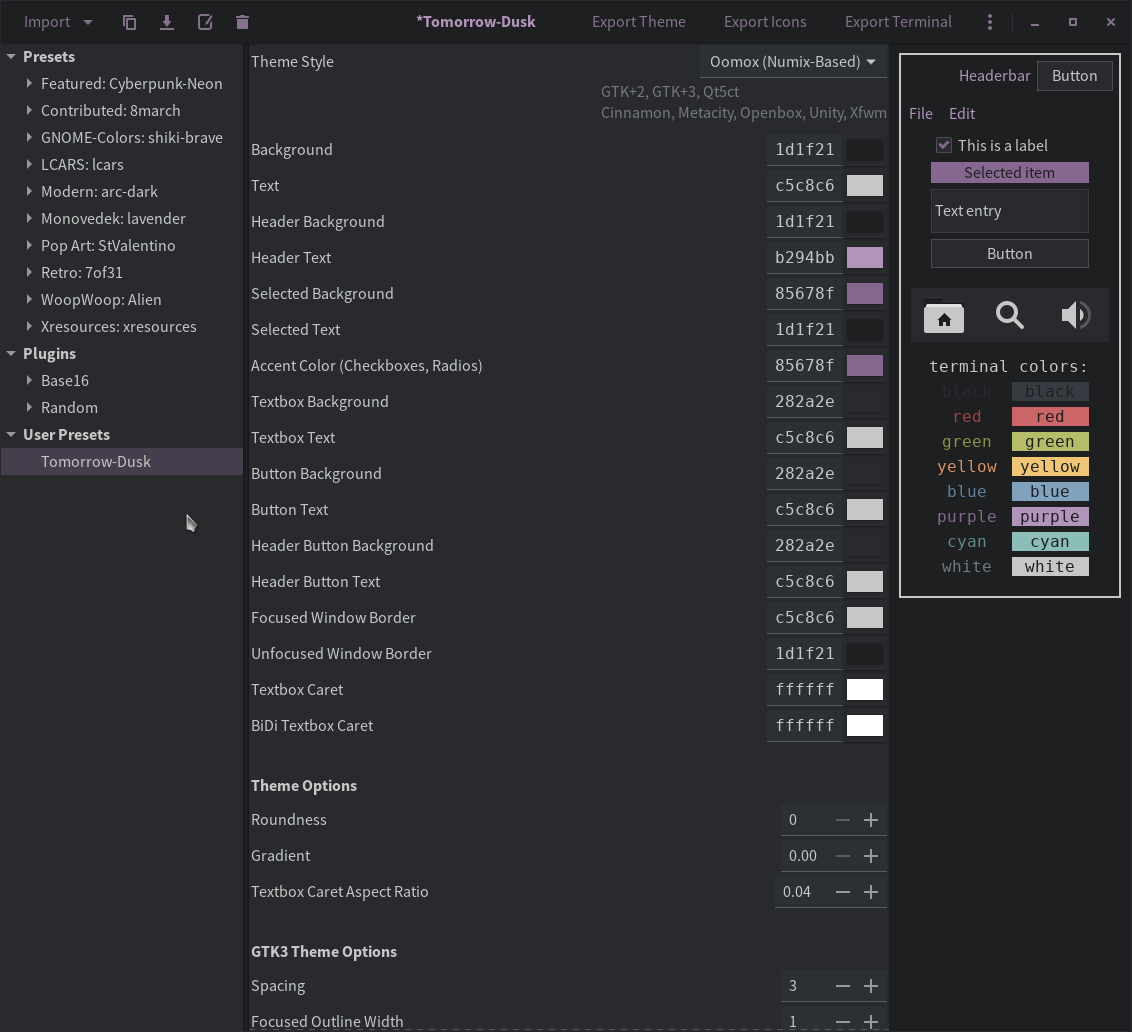 Import
*Tomorrow-Dusk
Export Theme
Export Icons
Export Terminal
Presets
Featured: Cyberpunk-Neon
Contributed: 8march
GNOME-Colors: shiki-brave
LCARS: lcars
Modern: arc-dark
Monovedek: lavender
Pop Art: StValentino
Retro: 7of31
WoopWoop: Alien
Xresources: xresources
Plugins
Base16
Random
User Presets
Tomorrow-Dusk
Theme Style Oomox (Numix-Based)
GTK+2, GTK+3, Qt5ct
Cinnamon, Metacity, Openbox, Unity, Xfwm
Background 1d1f21
Text c5c8c6
Header Background 1d1f21
Header Text b294bb
Selected Background 85678f
Selected Text 1d1f21
Accent Color (Checkboxes, Radios) 85678f
Textbox Background 282a2e
Textbox Text c5c8c6
Button Background 282a2e
Button Text c5c8c6
Header Button Background 282a2e
Header Button Text c5c8c6
Focused Window Border c5c8c6
Unfocused Window Border 1d1f21
Textbox Caret ffffff
BiDi Textbox Caret ffffff
Theme Options
Roundness 0
Gradient 0.00
Textbox Caret Aspect Ratio 0.04
GTK3 Theme Options
Spacing 3
Focused Outline Width 1
Headerbar Button
File Edit
This is a label
Selected item
Text entry
Button
terminal colors:
black black
red red
green green
yellow yellow
blue blue
purple purple
cyan cyan
white white